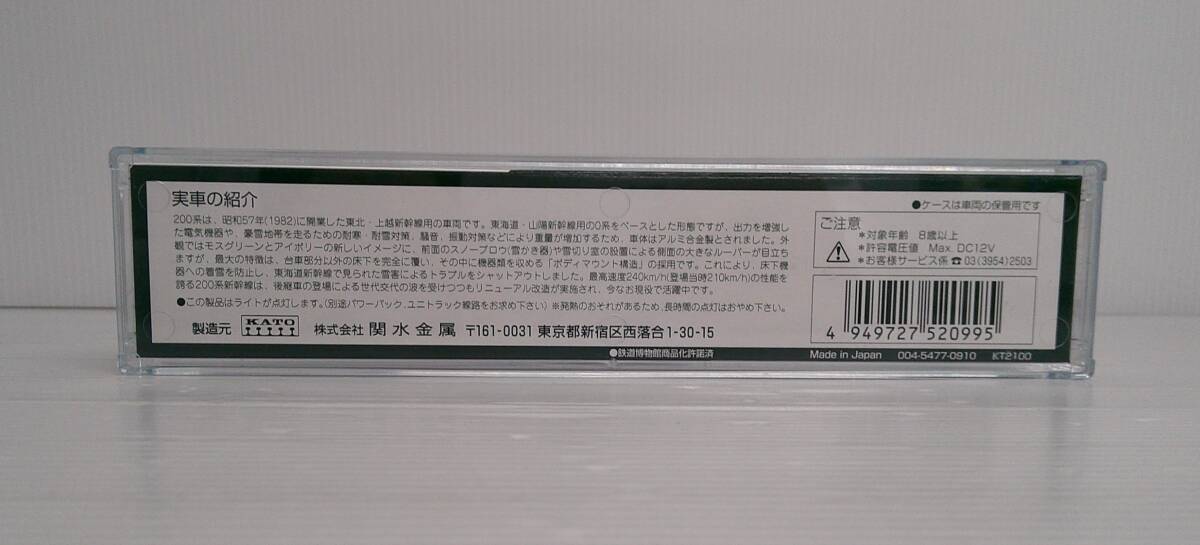 実車の紹介
200系は、昭和57年(1982)に開業した東北・上越新幹線用の車両です。東海道・山陽新幹線用の0系をベースとした形態ですが、出力を増強し
た電気機器や、豪雪地帯を走るための耐寒・耐雪対策、騒音、振動対策などにより重量が増加するため、車体はアルミ合金製とされました。外
観ではモスグリーンとアイボリーの新しいイメージに、前面のスノープロウ(雪かき器)や雪切り室の設置による側面の大きなルーバーが目立ち
ますが、最大の特徴は、台車部分以外の床下を完全に覆い、その中に機器類を収める「ボディマウント構造」の採用です。これにより、床下機
器への着雪を防止し、東海道新幹線で見られた雪害によるトラブルをシャットアウトしました。最高速度240km/h(登場当時210km/h)の性能を
誇る200系新幹線は、後継車の登場による世代交代の波を受けつつもリニューアル改造が実施され、今なお現役で活躍中です。
●この製品はライトが点灯します。(別途パワーパック、ユニトラック線路をお求め下さい) ※発熱のおそれがあるため、長時間の点灯はおやめ下さい。
製造元 KATO 株式会社 関水金属 〒161-0031 東京都新宿区西落合1-30-15
●鉄道博物館商品化許諾済
●ケースは車両の保管用です
ご注意
*対象年齢 8歳以上
*許容電圧値 Max. DC12V
*お客様サービス係 ☎ 03(3954)2503
4 949727 520995
Made in Japan 004-5477-0910 KT2100